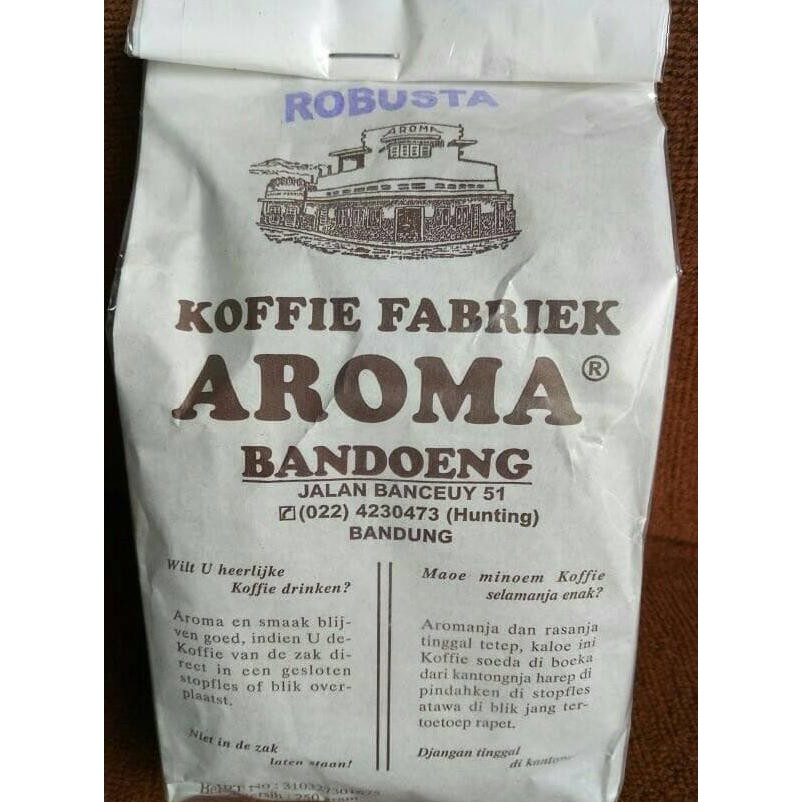 ROBUSTA
AROMA
KOFFIE FABRIEK
AROMA®
BANDOENG
JALAN BANCEUY 51
(022) 4230473 (Hunting)
BANDUNG
Wilt U heerlijke
Koffie drinken?
Aroma en smaak blij-
ven goed, indien U de-
Koffie van de zak di-
rect in een gesloten
stopfles of blik over-
plaatst.
Niet in de zak
laten staan!
Maoe minoem Koffie
selamanja enak?
Aromanja dan rasanja
tinggal tetep, kaloe ini
Koffie soeda di boeka
dari kantongnja harep di
pindahken di stopfles
atawa di blik jang ter-
toetoep rapet.
Djangan tinggal
di